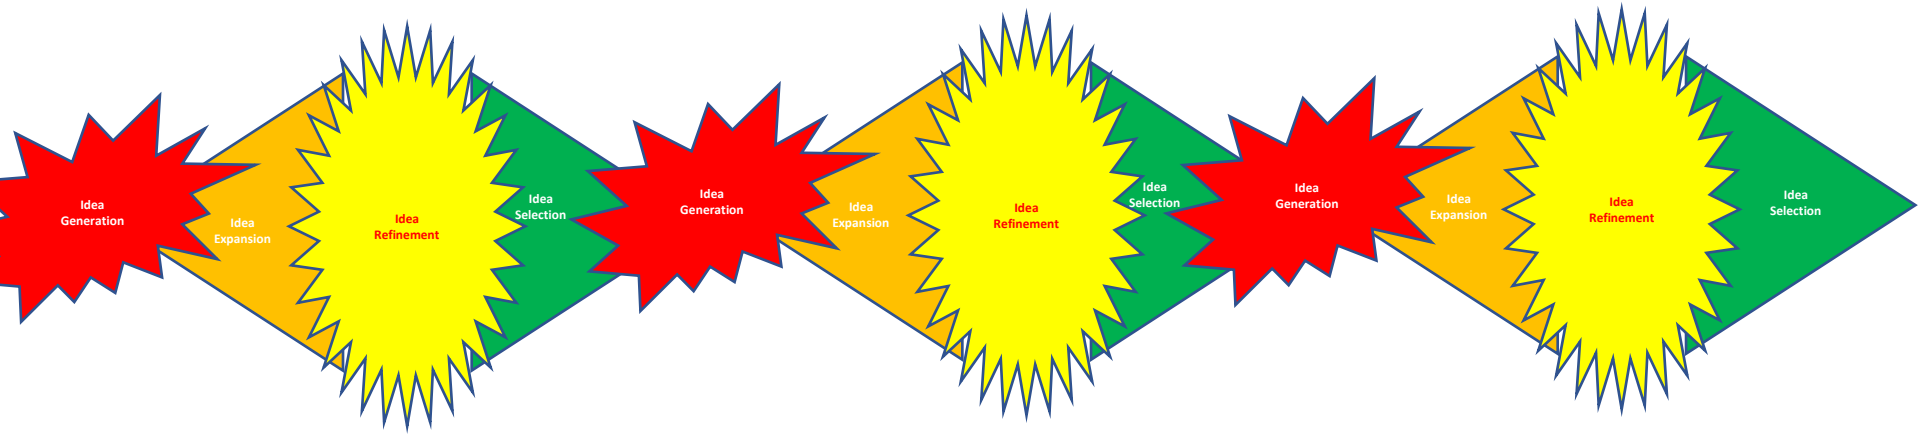 Idea
Generation
Idea
Expansion
Idea
Refinement
Idea
Selection
Idea
Generation
Idea
Expansion
Idea
Refinement
Idea
Selection
Idea
Generation
Idea
Expansion
Idea
Refinement
Idea
Selection